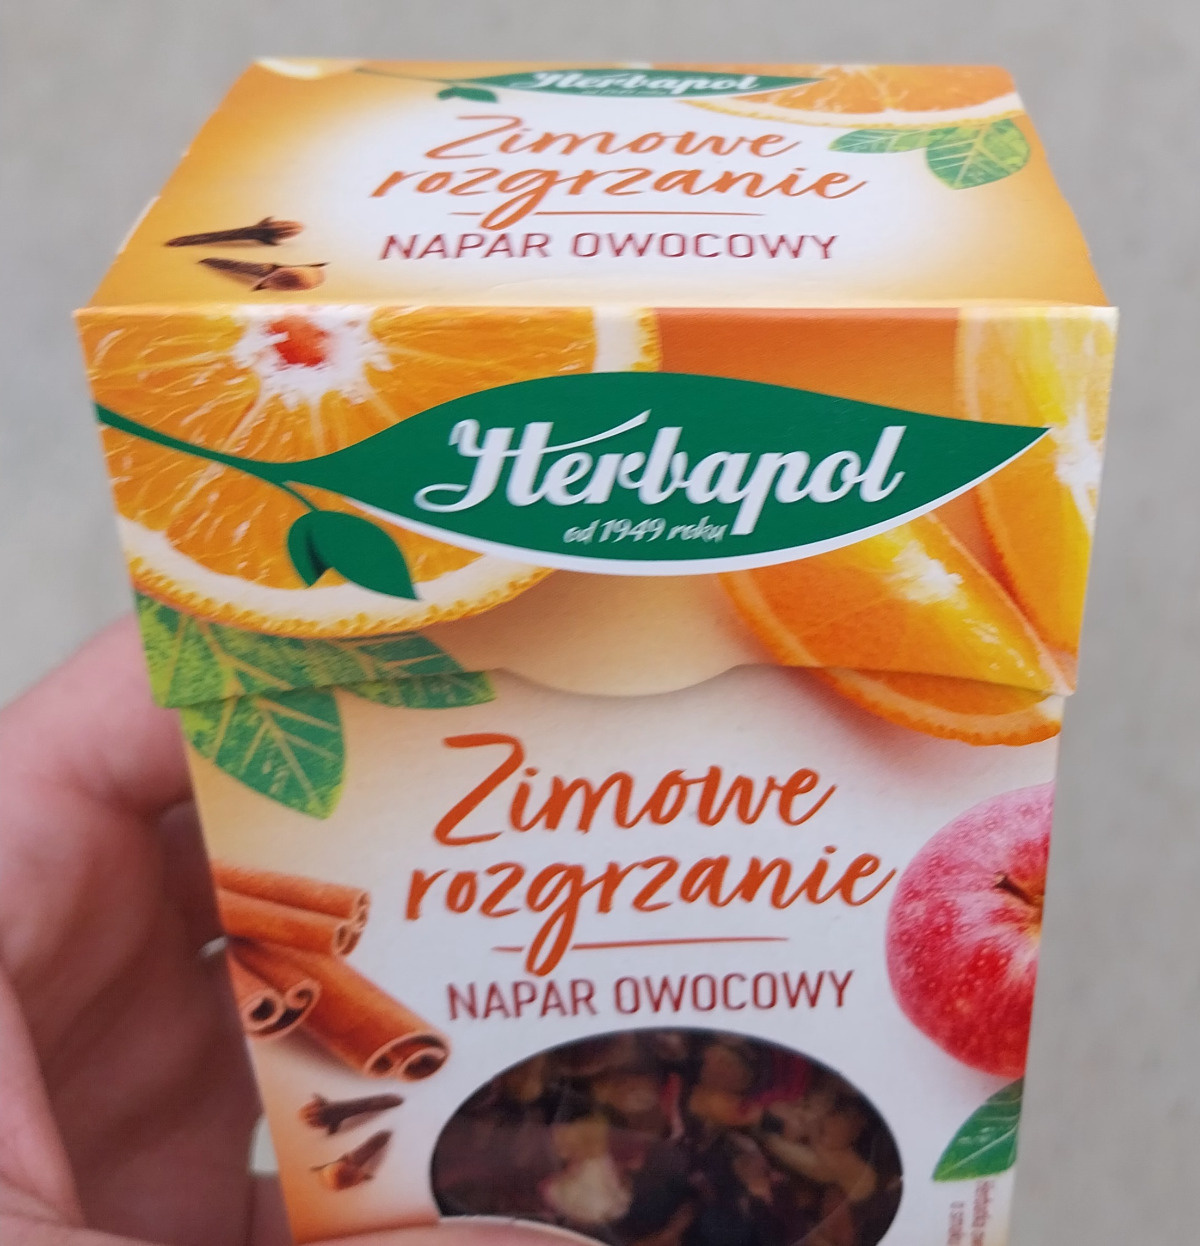 Herbapol
Zimowe
rozgrzanie
NAPAR OWOCOWY
Herbapol
od 1949 roku
Zimowe
rozgrzanie
NAPAR OWOCOWY